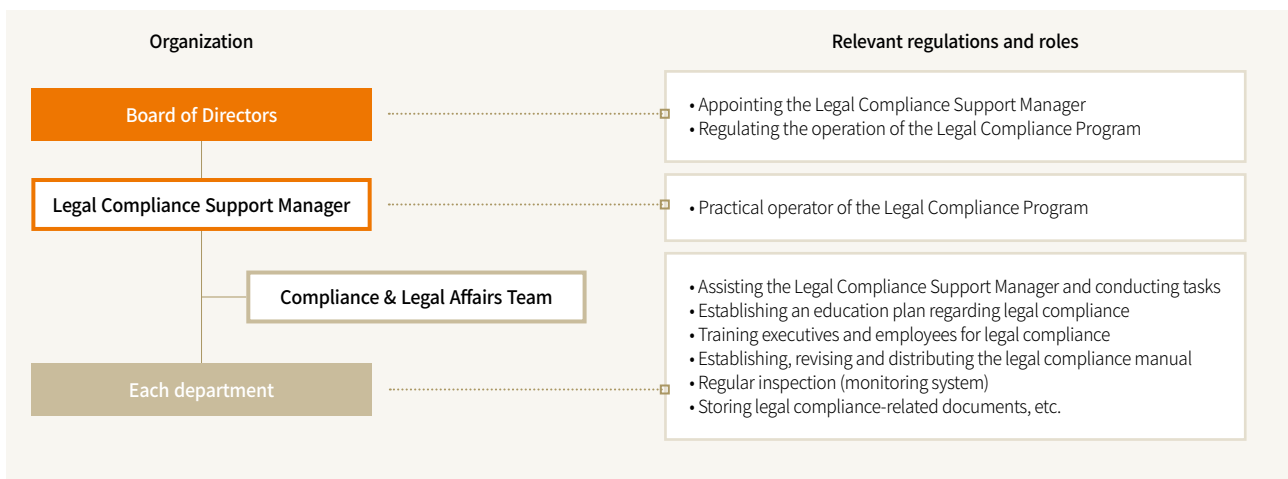 Organization
Relevant regulations and roles
Board of Directors
• Appointing the Legal Compliance Support Manager
• Regulating the operation of the Legal Compliance Program
Legal Compliance Support Manager
• Practical operator of the Legal Compliance Program
Compliance & Legal Affairs Team
Each department
• Assisting the Legal Compliance Support Manager and conducting tasks
• Establishing an education plan regarding legal compliance
• Training executives and employees for legal compliance
• Establishing, revising and distributing the legal compliance manual
• Regular inspection (monitoring system)
• Storing legal compliance-related documents, etc.